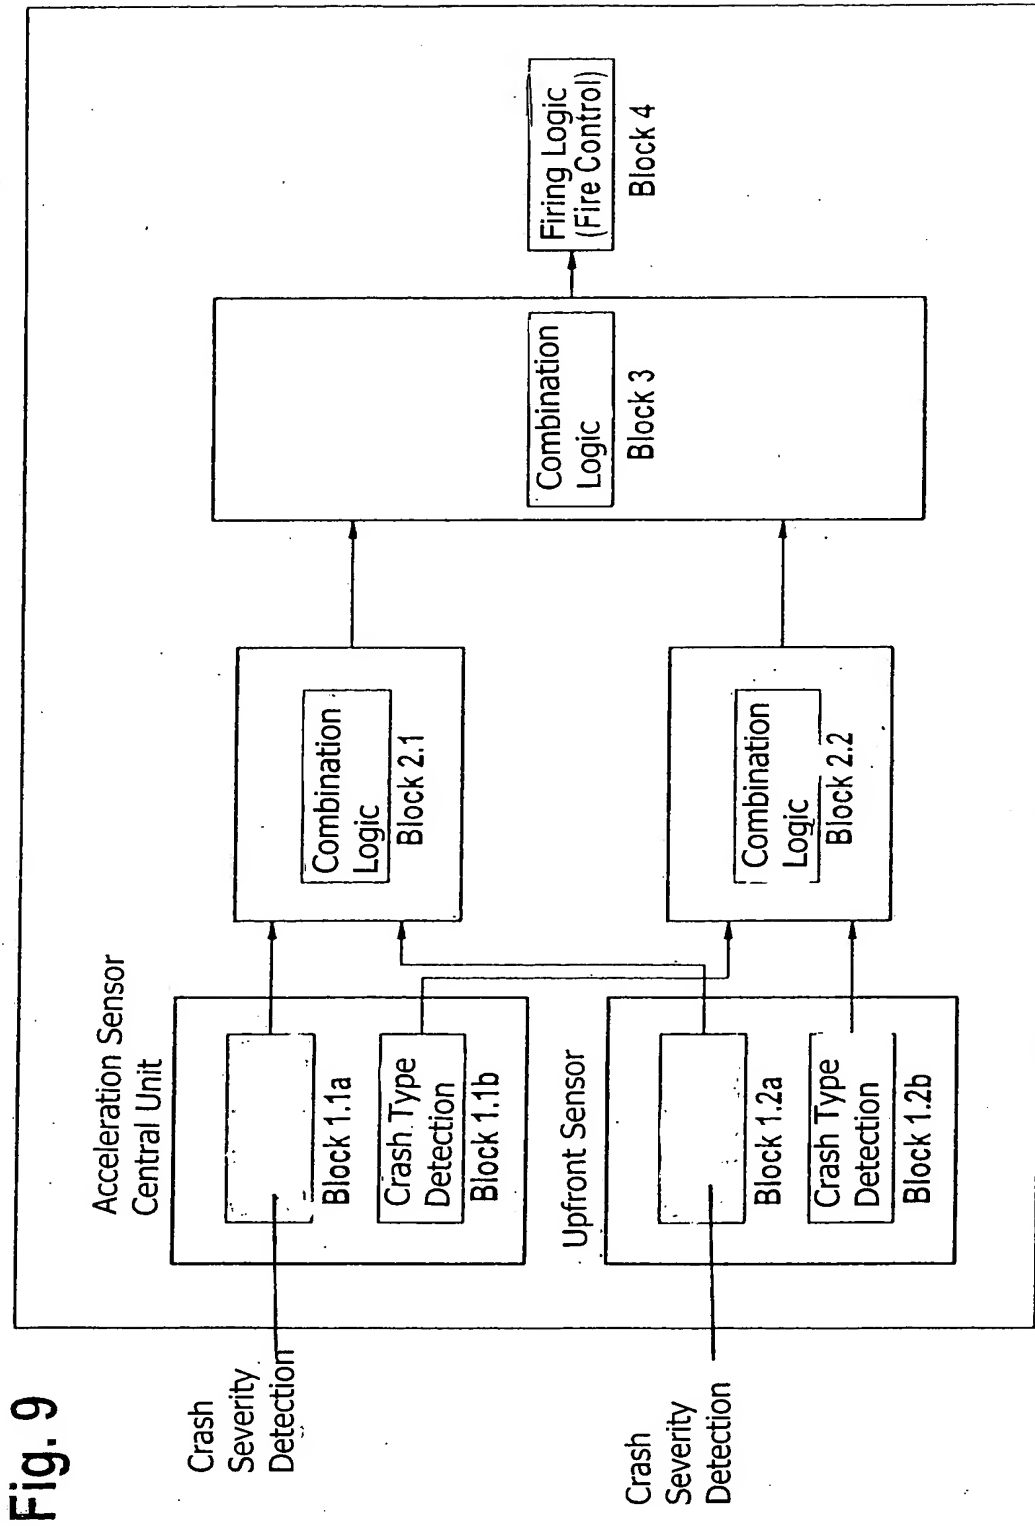 Fig. 9
Crash
Severity
Detection
Crash
Severity
Detection
Acceleration Sensor
Central Unit
Block 1.1a
Crash Type
Detection
Block 1.1b
Upfront Sensor
Block 1.2a
Crash Type
Detection
Block 1.2b
Combination
Logic
Block 2.1
Combination
Logic
Block 2.2
Combination
Logic
Block 3
Firing Logic
(Fire Control)
Block 4